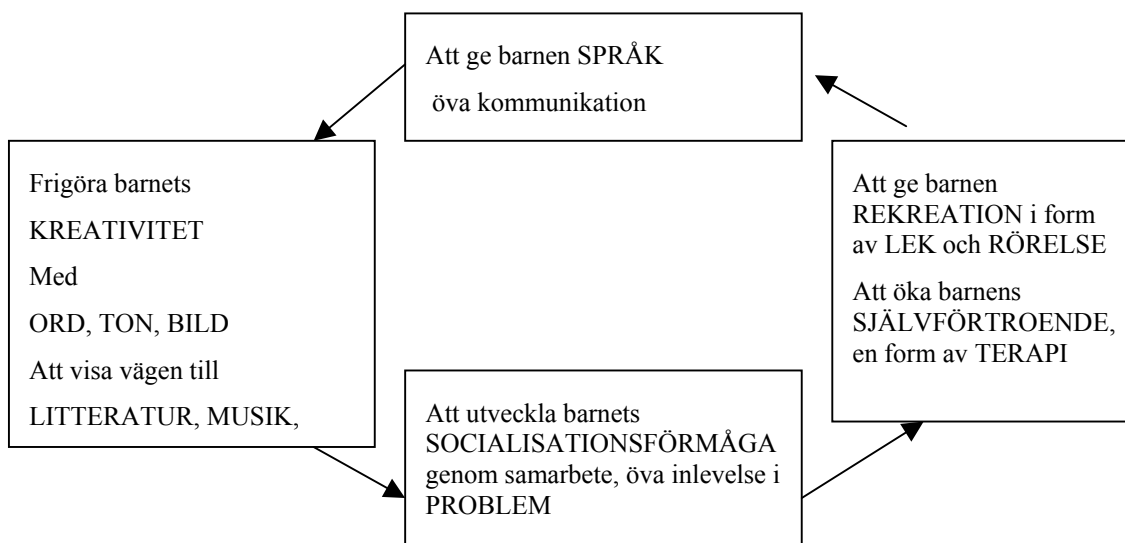 Att ge barnen SPRÅK
öva kommunikation
Frigöra barnets
KREATIVITET
Med
ORD, TON, BILD
Att visa vägen till
LITTERATUR, MUSIK,
Att ge barnen
REKREATION i form
av LEK och RÖRELSE
Att öka barnens
SJÄLVFÖRTROENDE,
en form av TERAPI
Att utveckla barnets
SOCIALISATIONSFÖRMÅGA
genom samarbete, öva inlevelse i
PROBLEM